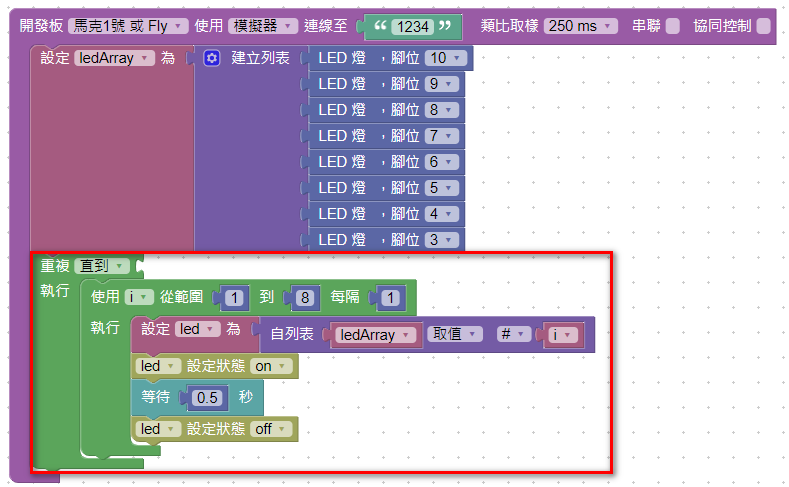 開發板 馬克1號 或 Fly 使用 模擬器 連線至 “ 1234 ” 類比取樣 250 ms 串聯 協同控制
設定 ledArray 為 建立列表 LED 燈 ，腳位 10
LED 燈 ，腳位 9
LED 燈 ，腳位 8
LED 燈 ，腳位 7
LED 燈 ，腳位 6
LED 燈 ，腳位 5
LED 燈 ，腳位 4
LED 燈 ，腳位 3
重複 直到
執行 使用 i 從範圍 1 到 8 每隔 1
執行 設定 led 為 自列表 ledArray 取值 # i
led 設定狀態 on
等待 0.5 秒
led 設定狀態 off